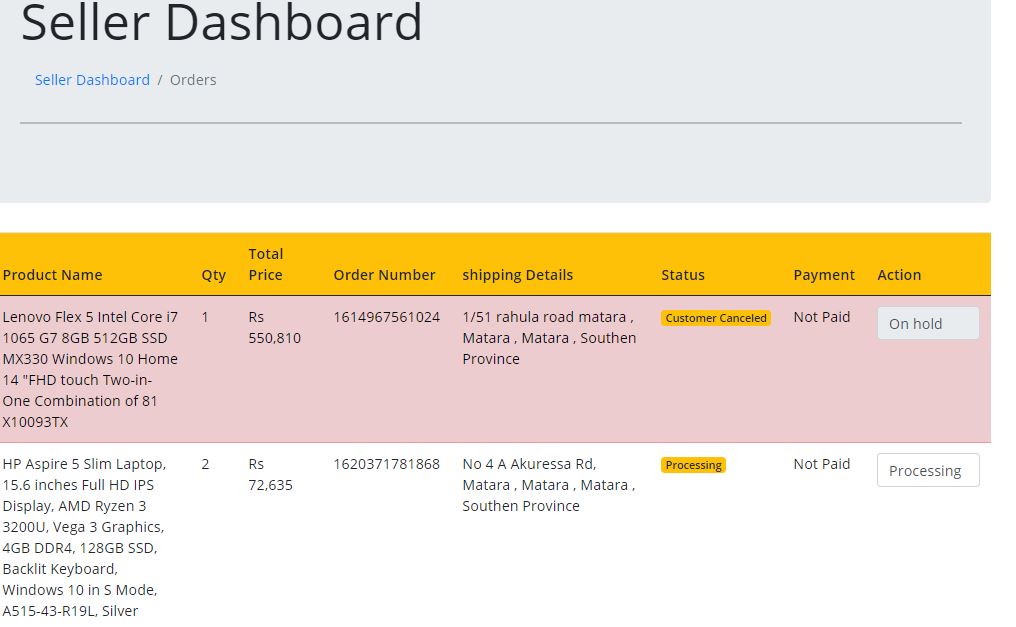 Seller Dashboard
Seller Dashboard / Orders
Product Name
Qty
Total
Price
Order Number
shipping Details
Status
Payment
Action
Lenovo Flex 5 Intel Core i7
1065 G7 8GB 512GB SSD
MX330 Windows 10 Home
14 "FHD touch Two-in-
One Combination of 81
X10093TX
1
Rs
550,810
1614967561024
1/51 rahula road matara ,
Matara , Matara , Southen
Province
Customer Canceled
Not Paid
On hold
HP Aspire 5 Slim Laptop,
15.6 inches Full HD IPS
Display, AMD Ryzen 3
3200U, Vega 3 Graphics,
4GB DDR4, 128GB SSD,
Backlit Keyboard,
Windows 10 in S Mode,
A515-43-R19L, Silver
2
Rs
72,635
1620371781868
No 4 A Akuressa Rd,
Matara , Matara , Matara ,
Southen Province
Processing
Not Paid
Processing